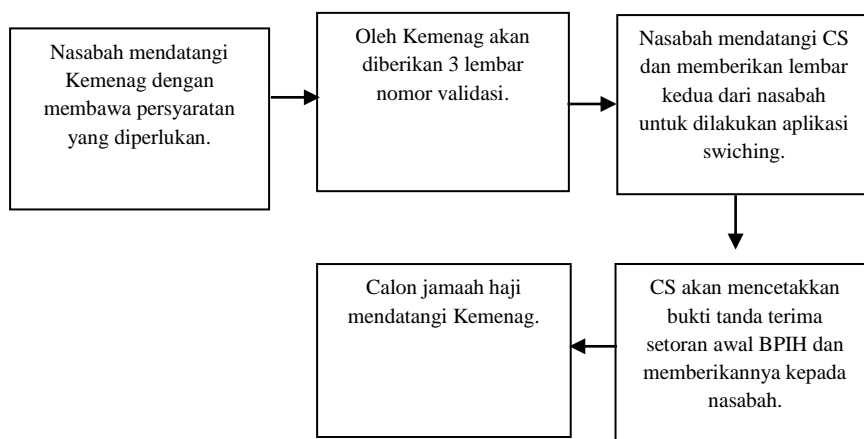 Nasabah mendatangi
Kemenag dengan
membawa persyaratan
yang diperlukan.
Oleh Kemenag akan
diberikan 3 lembar
nomor validasi.
Nasabah mendatangi CS
dan memberikan lembar
kedua dari nasabah
untuk dilakukan aplikasi
swiching.
CS akan mencetakkan
bukti tanda terima
setoran awal BPIH dan
memberikannya kepada
nasabah.
Calon jamaah haji
mendatangi Kemenag.